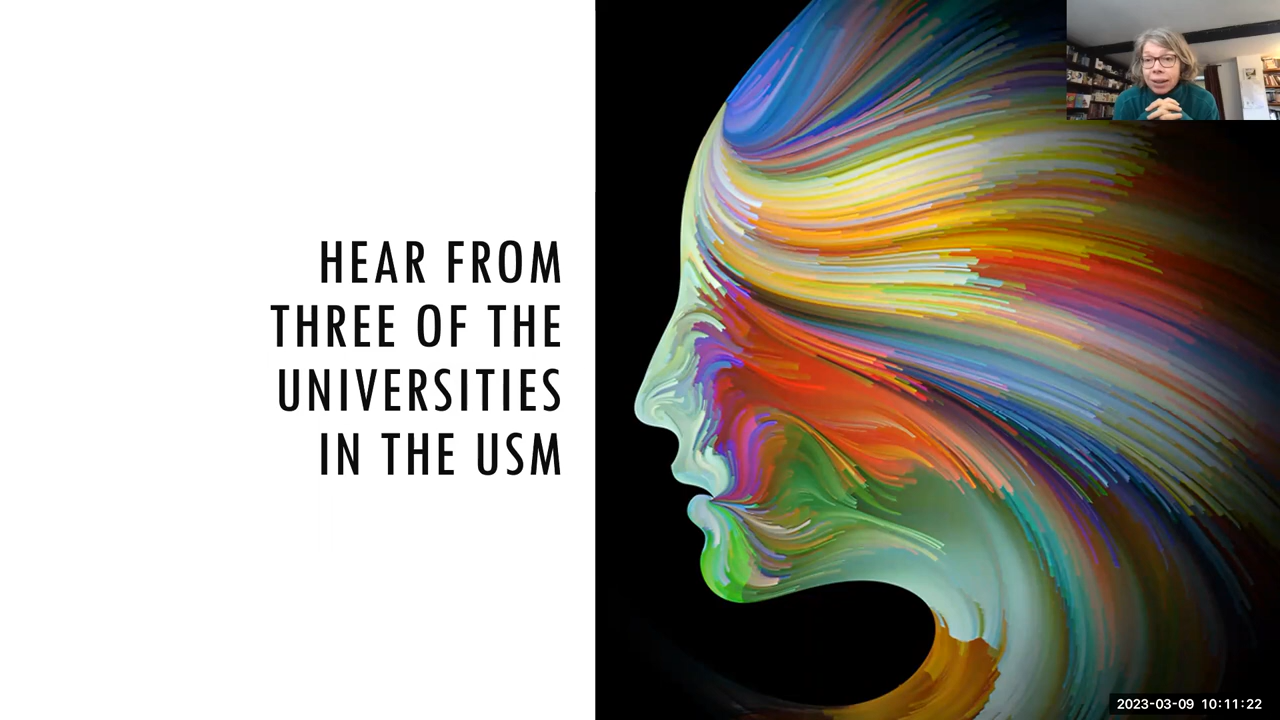 HEAR FROM
THREE OF THE
UNIVERSITIES
IN THE USM
2023-03-09 10:11:22